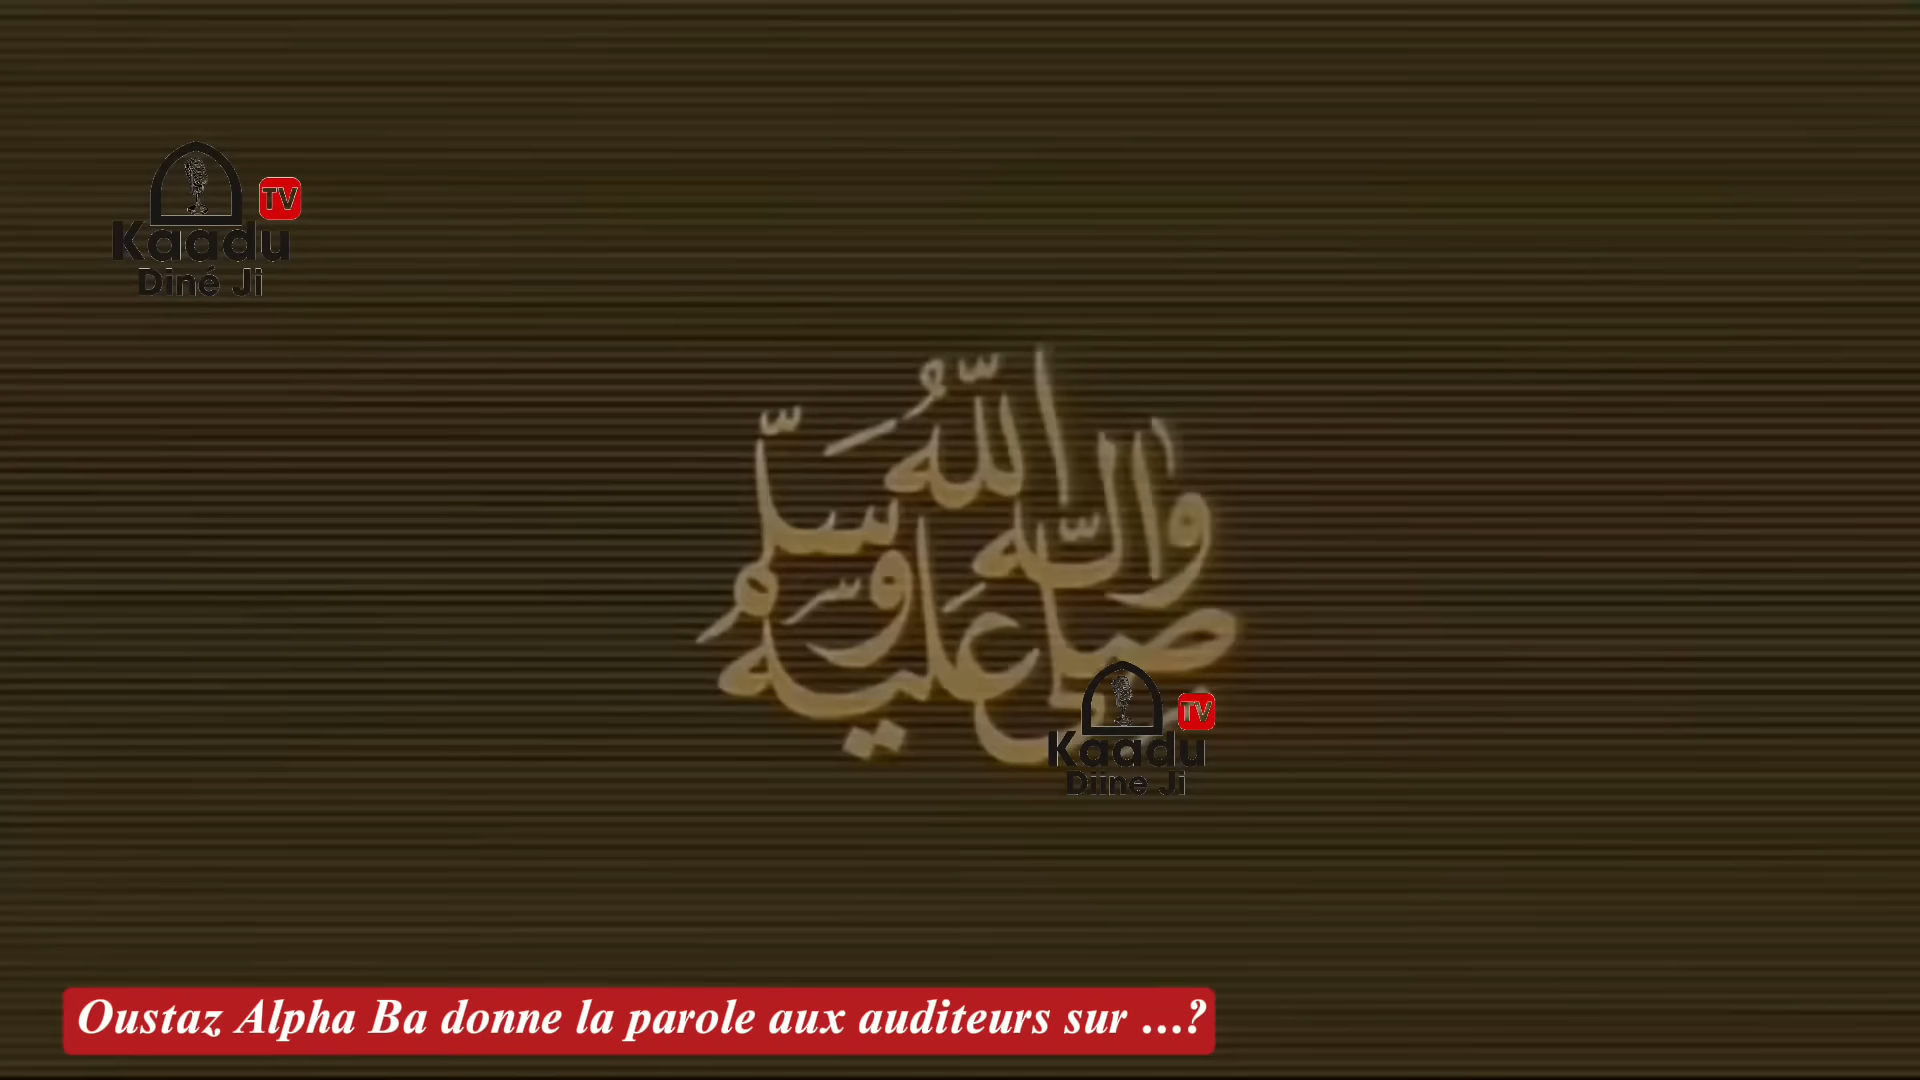 TV
Kaadu
Diné Ji
صلى الله عليه وآله وسلم
TV
Kaadu
Diine Ji
Oustaz Alpha Ba donne la parole aux auditeurs sur ...?